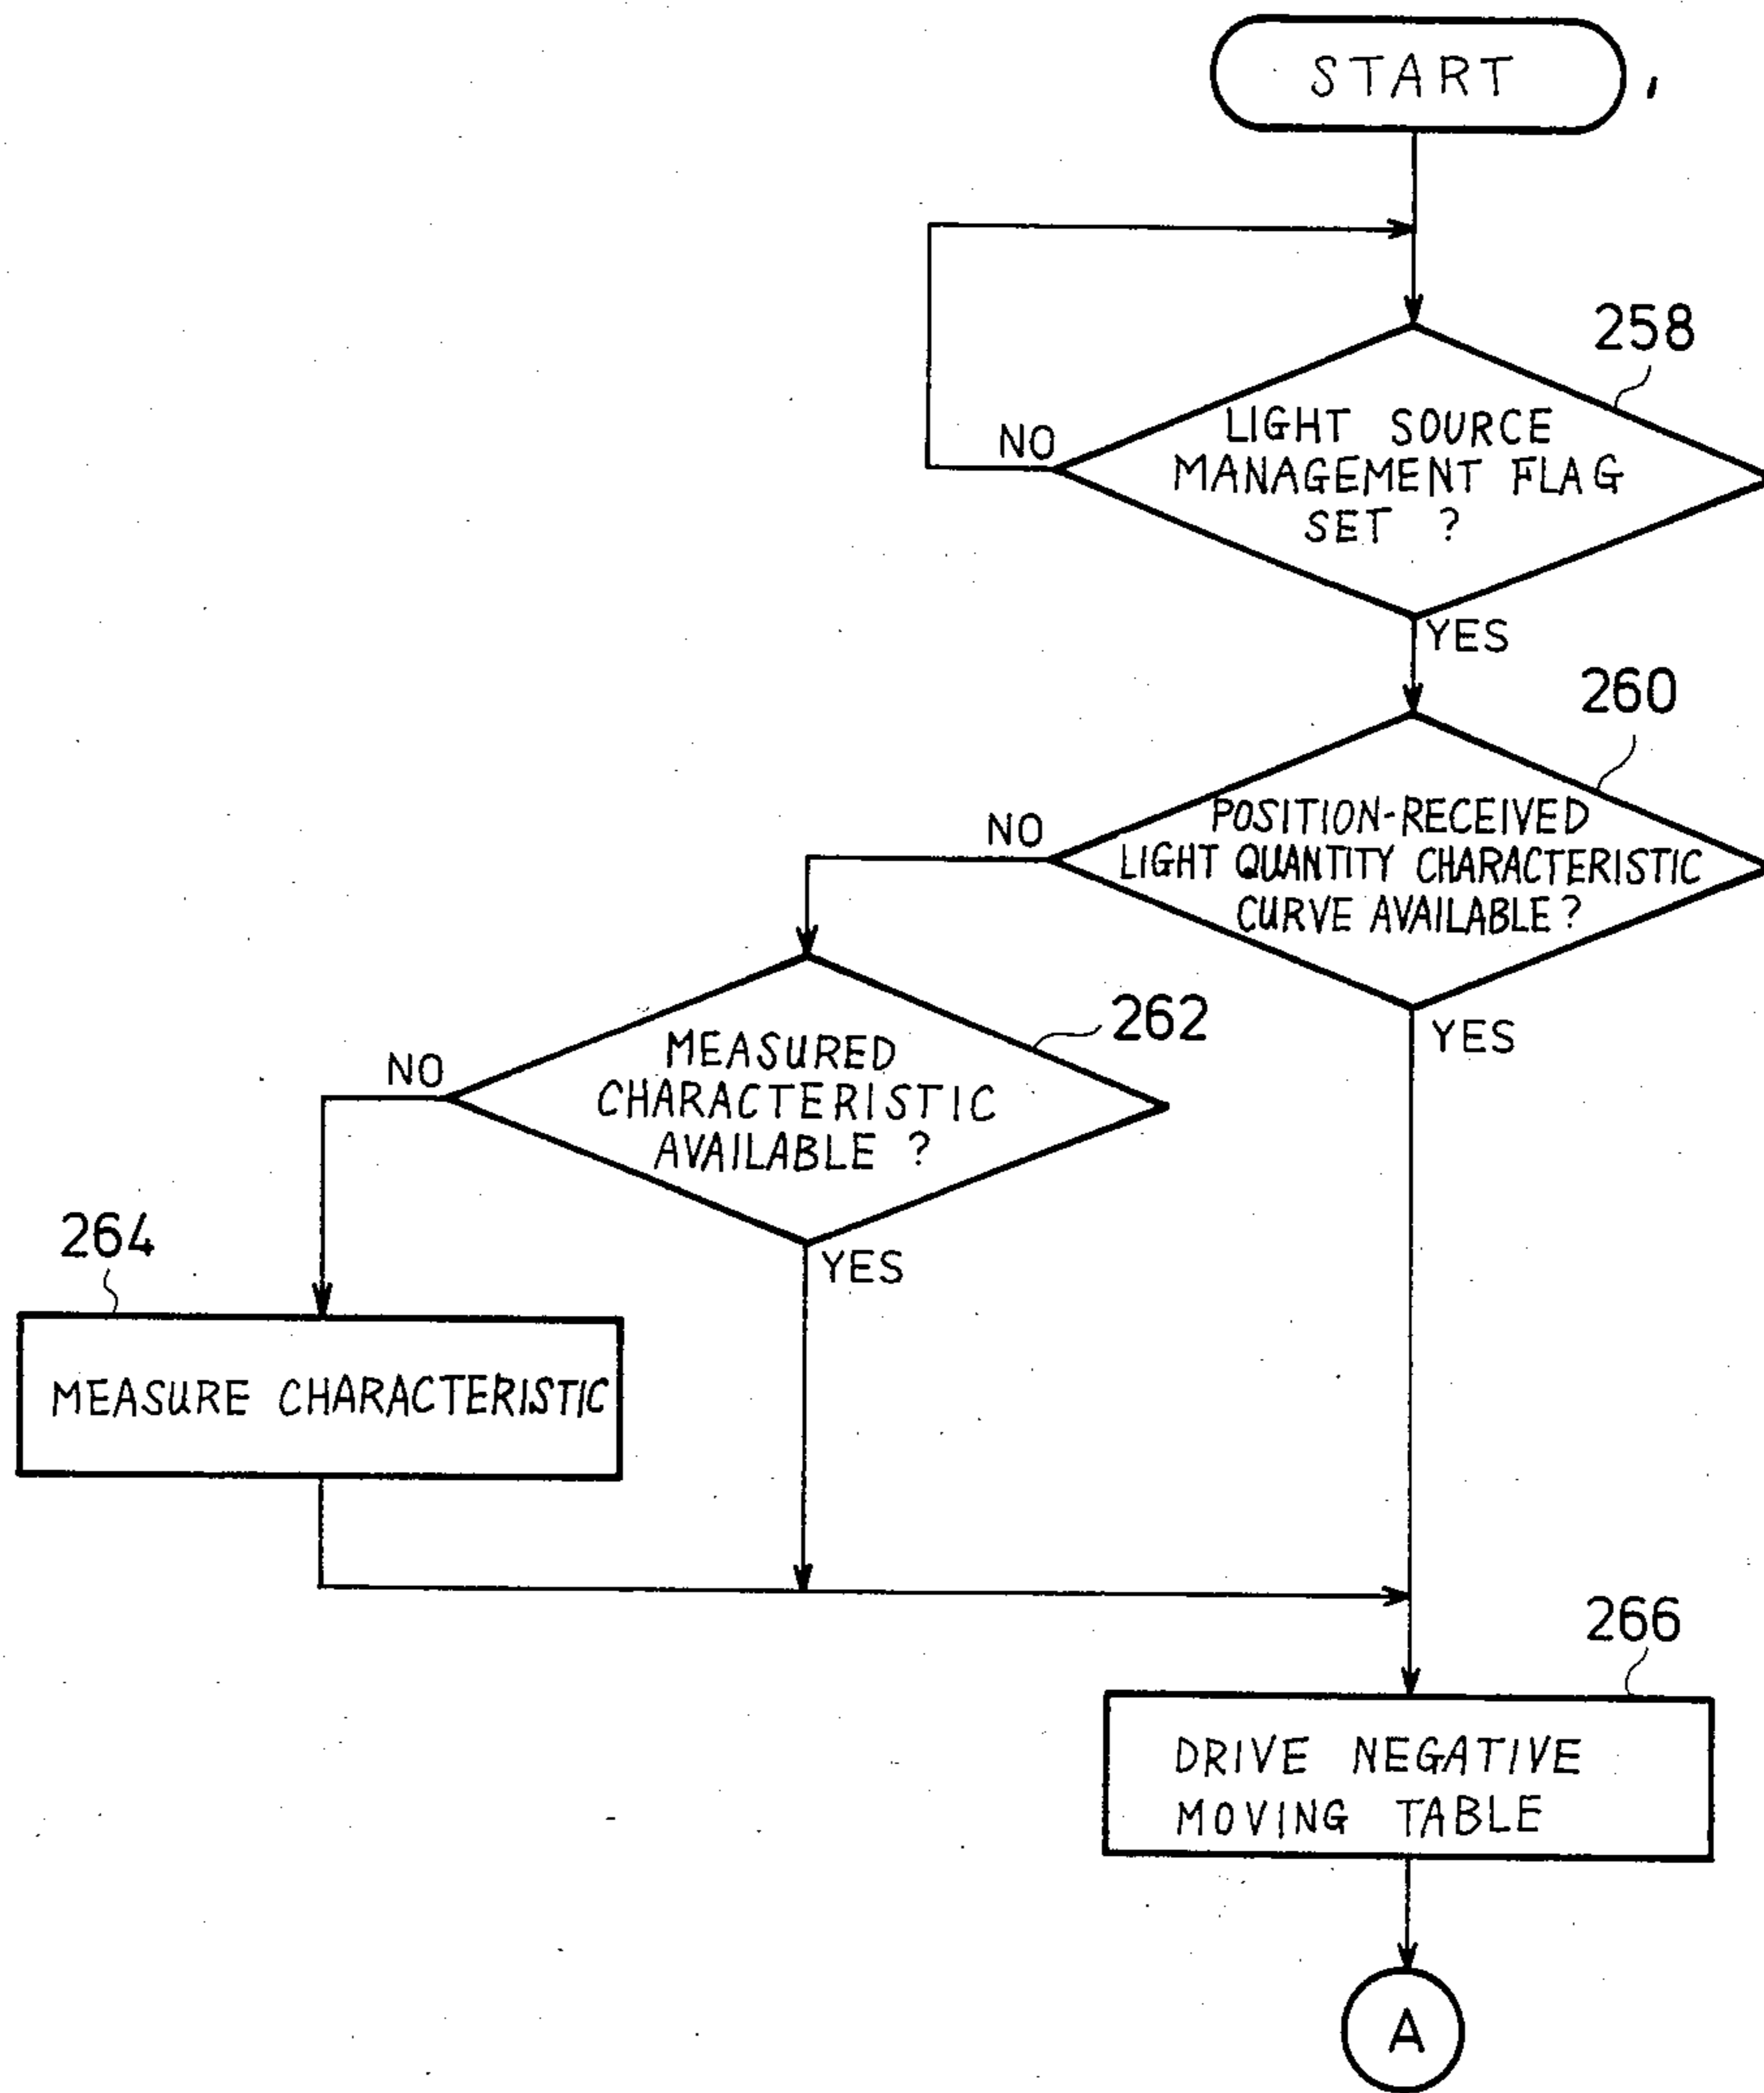 START
258
LIGHT SOURCE
MANAGEMENT FLAG
SET ?
NO
YES
260
POSITION-RECEIVED
LIGHT QUANTITY CHARACTERISTIC
CURVE AVAILABLE ?
NO
YES
262
MEASURED
CHARACTERISTIC
AVAILABLE ?
NO
YES
264
MEASURE CHARACTERISTIC
266
DRIVE NEGATIVE
MOVING TABLE
A